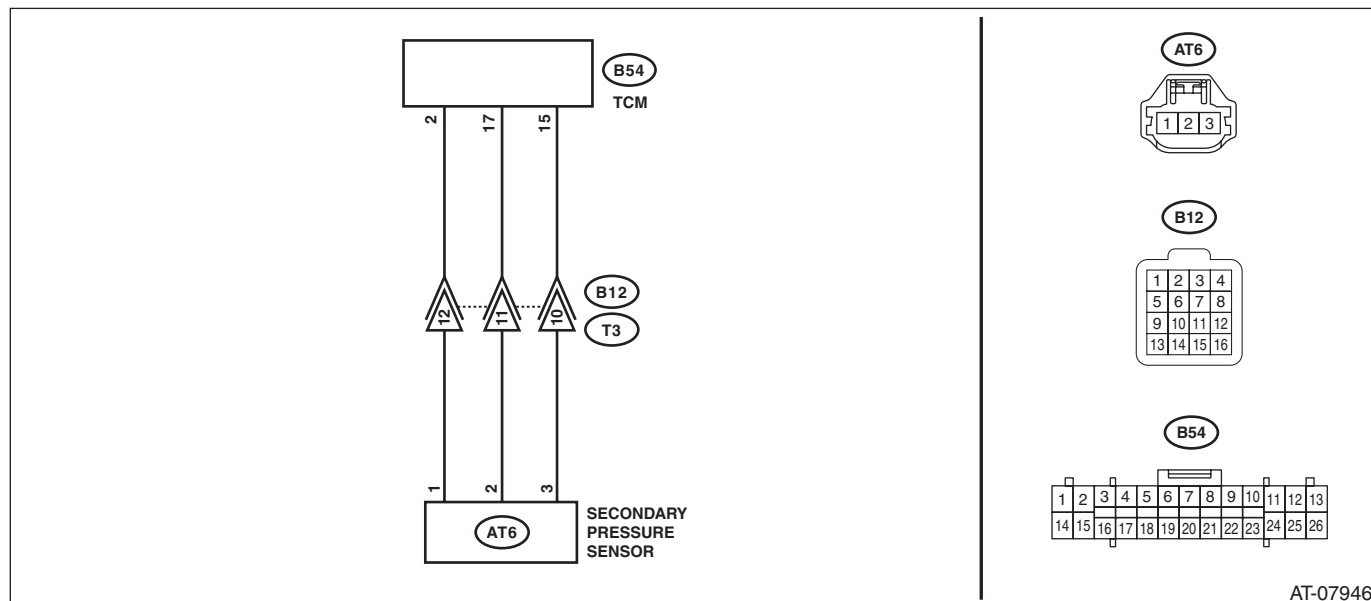 B54
TCM
2 17 15
B12
12 11 10
T3
1 2 3
AT6
SECONDARY
PRESSURE
SENSOR
AT6
1 2 3
B12
1 2 3 4
5 6 7 8
9 10 11 12
13 14 15 16
B54
1 2 3 4 5 6 7 8 9 10 11 12 13
14 15 16 17 18 19 20 21 22 23 24 25 26
AT-07946